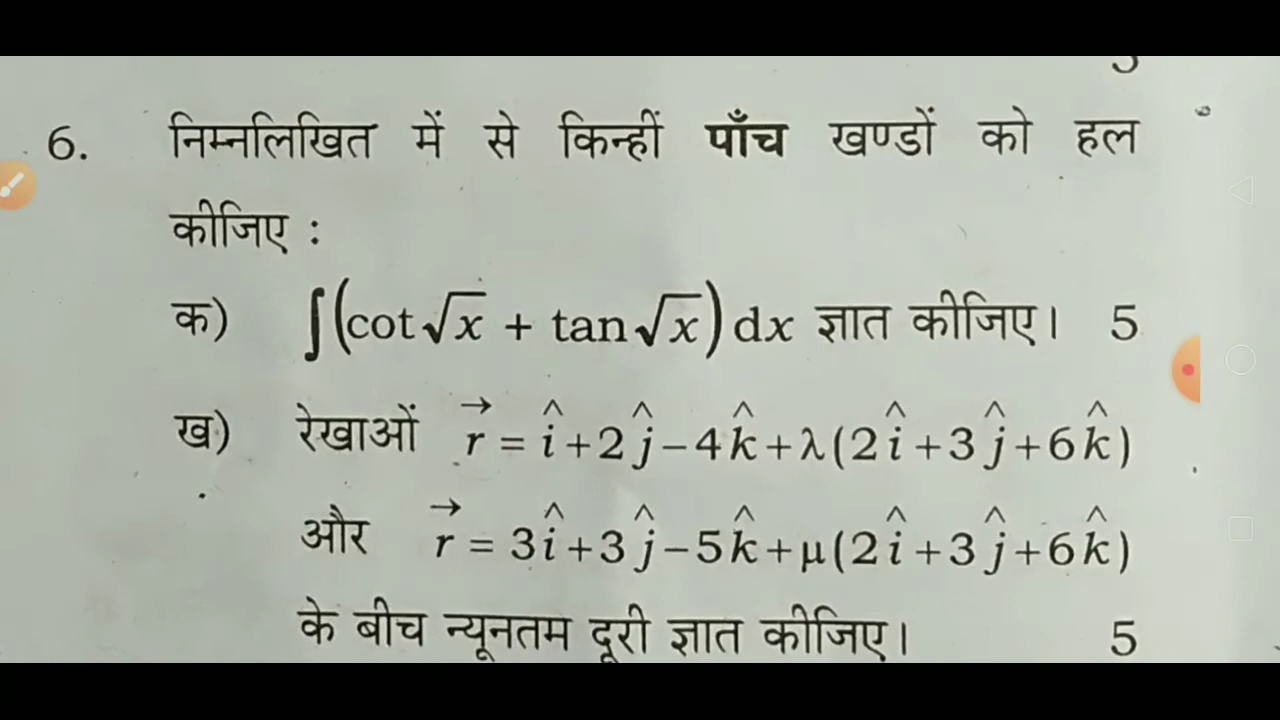 5
6. निम्नलिखित में से किन्हीं पाँच खण्डों को हल
कीजिए :
क) ∫(cot√x + tan√x) dx ज्ञात कीजिए। 5
ख) रेखाओं r⃗ = î + 2ĵ − 4k̂ + λ(2î + 3ĵ + 6k̂)
और r⃗ = 3î + 3ĵ − 5k̂ + μ(2î + 3ĵ + 6k̂)
के बीच न्यूनतम दूरी ज्ञात कीजिए। 5